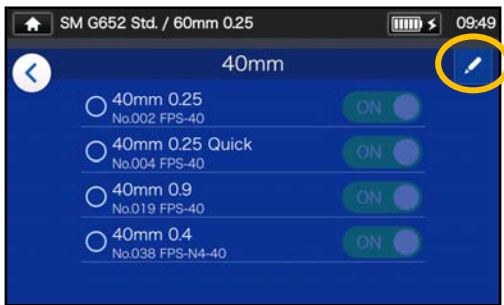 SM G652 Std. / 60mm 0.25 09:49
40mm
40mm 0.25 ON
No.002 FPS-40
40mm 0.25 Quick ON
No.004 FPS-40
40mm 0.9 ON
No.019 FPS-40
40mm 0.4 ON
No.038 FPS-N4-40